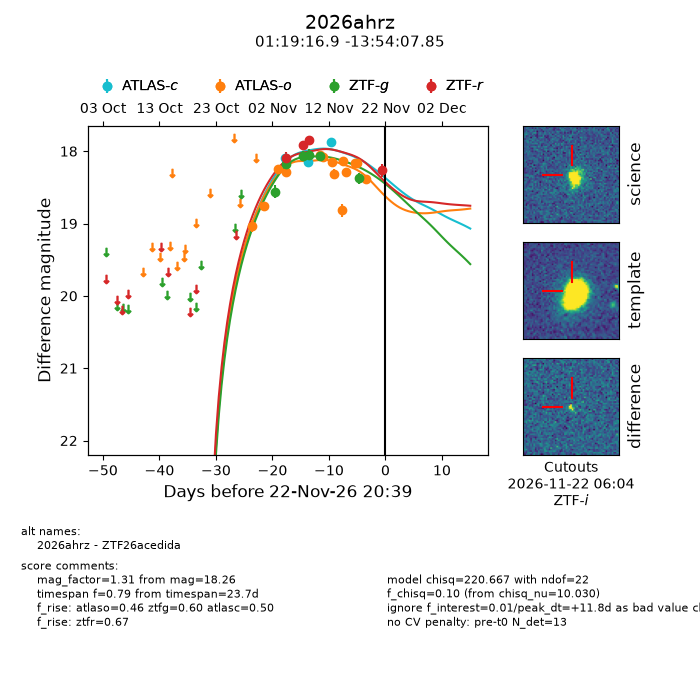 2026ahrz
01:19:16.9 -13:54:07.85
ATLAS-c
ATLAS-o
ZTF-g
ZTF-r
03 Oct 13 Oct 23 Oct 02 Nov 12 Nov 22 Nov 02 Dec
18
19
20
21
22
Difference magnitude
−50 −40 −30 −20 −10 0 10
Days before 22-Nov-26 20:39
science
template
difference
Cutouts
2026-11-22 06:04
ZTF-i
alt names:
2026ahrz - ZTF26acedida
score comments:
mag_factor=1.31 from mag=18.26
timespan f=0.79 from timespan=23.7d
f_rise: atlaso=0.46 ztfg=0.60 atlasc=0.50
f_rise: ztfr=0.67
model chisq=220.667 with ndof=22
f_chisq=0.10 (from chisq_nu=10.030)
ignore f_interest=0.01/peak_dt=+11.8d as bad value
no CV penalty: pre-t0 N_det=13